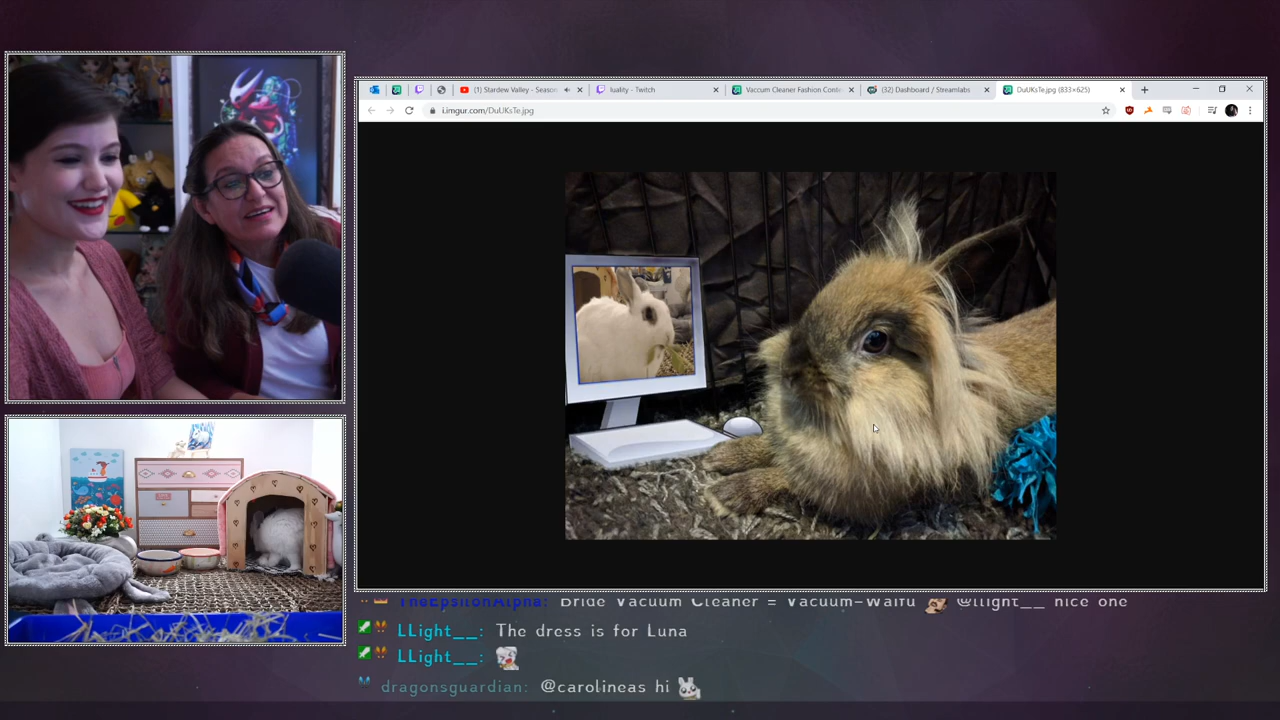 (1) Stardew Valley - Season
luality - Twitch
Vaccum Cleaner Fashion Conte
(32) Dashboard / Streamlabs
DuUKsTe.jpg (833×625)
i.imgur.com/DuUKsTe.jpg
TheEpsilonAlpha: Bride Vacuum Cleaner = Vacuum-Waifu @llight__ nice one
LLight__: The dress is for Luna
LLight__:
dragonsguardian: @carolineas hi